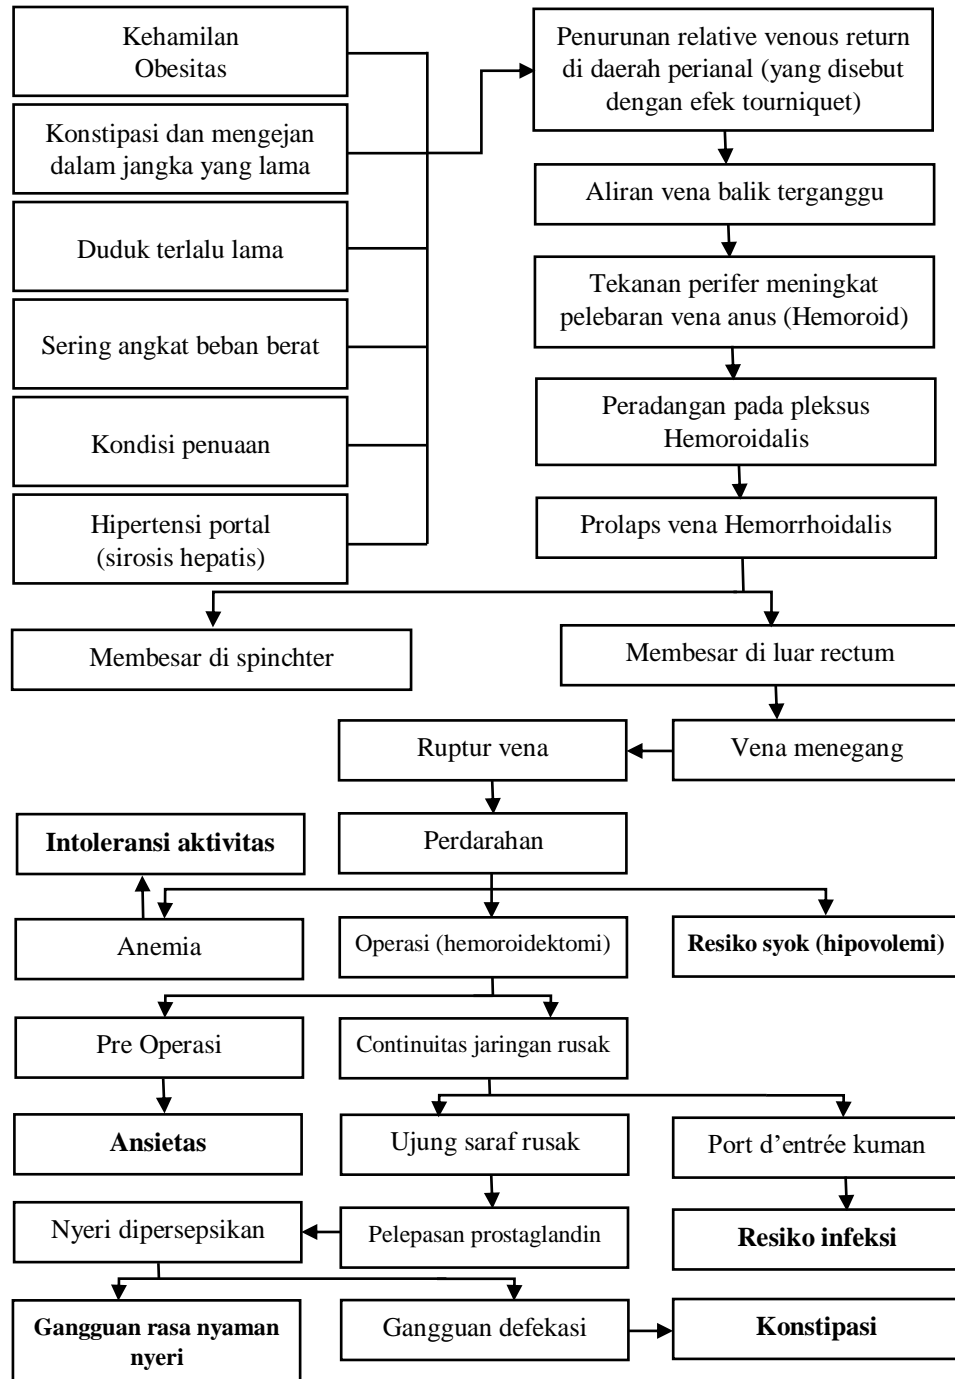 Kehamilan
Obesitas
Konstipasi dan mengejan
dalam jangka yang lama
Duduk terlalu lama
Sering angkat beban berat
Kondisi penuaan
Hipertensi portal
(sirosis hepatis)
Penurunan relative venous return
di daerah perianal (yang disebut
dengan efek tourniquet)
Aliran vena balik terganggu
Tekanan perifer meningkat
pelebaran vena anus (Hemoroid)
Peradangan pada pleksus
Hemoroidalis
Prolaps vena Hemorrhoidalis
Membesar di spinchter
Membesar di luar rectum
Ruptur vena
Vena menegang
Intoleransi aktivitas
Perdarahan
Anemia
Operasi (hemoroidektomi)
Resiko syok (hipovolemi)
Pre Operasi
Continuitas jaringan rusak
Ansietas
Ujung saraf rusak
Port d’entrée kuman
Nyeri dipersepsikan
Pelepasan prostaglandin
Resiko infeksi
Gangguan rasa nyaman
nyeri
Gangguan defekasi
Konstipasi